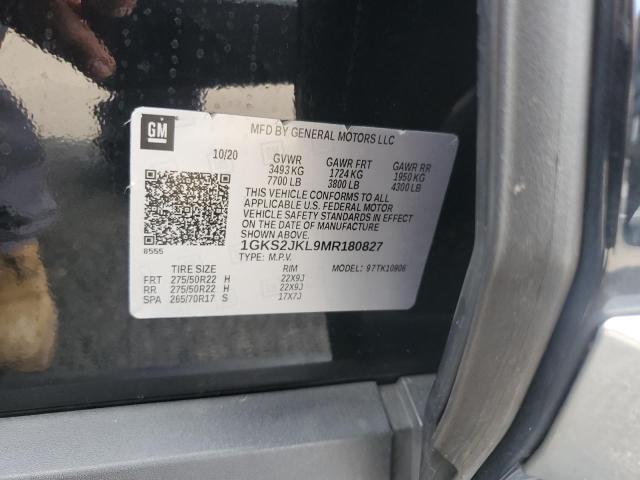 GM
MFD BY GENERAL MOTORS LLC
10/20 GVWR GAWR FRT GAWR RR
3493 KG 1724 KG 1950 KG
7700 LB 3800 LB 4300 LB
THIS VEHICLE CONFORMS TO ALL
APPLICABLE U.S. FEDERAL MOTOR
VEHICLE SAFETY STANDARDS IN EFFECT
ON THE DATE OF MANUFACTURE
SHOWN ABOVE.
8555 1GKS2JKL9MR180827
TYPE: M.P.V. MODEL: 97TK10906
TIRE SIZE RIM
FRT 275/50R22 H 22X9J
RR 275/50R22 H 22X9J
SPA 265/70R17 S 17X7J